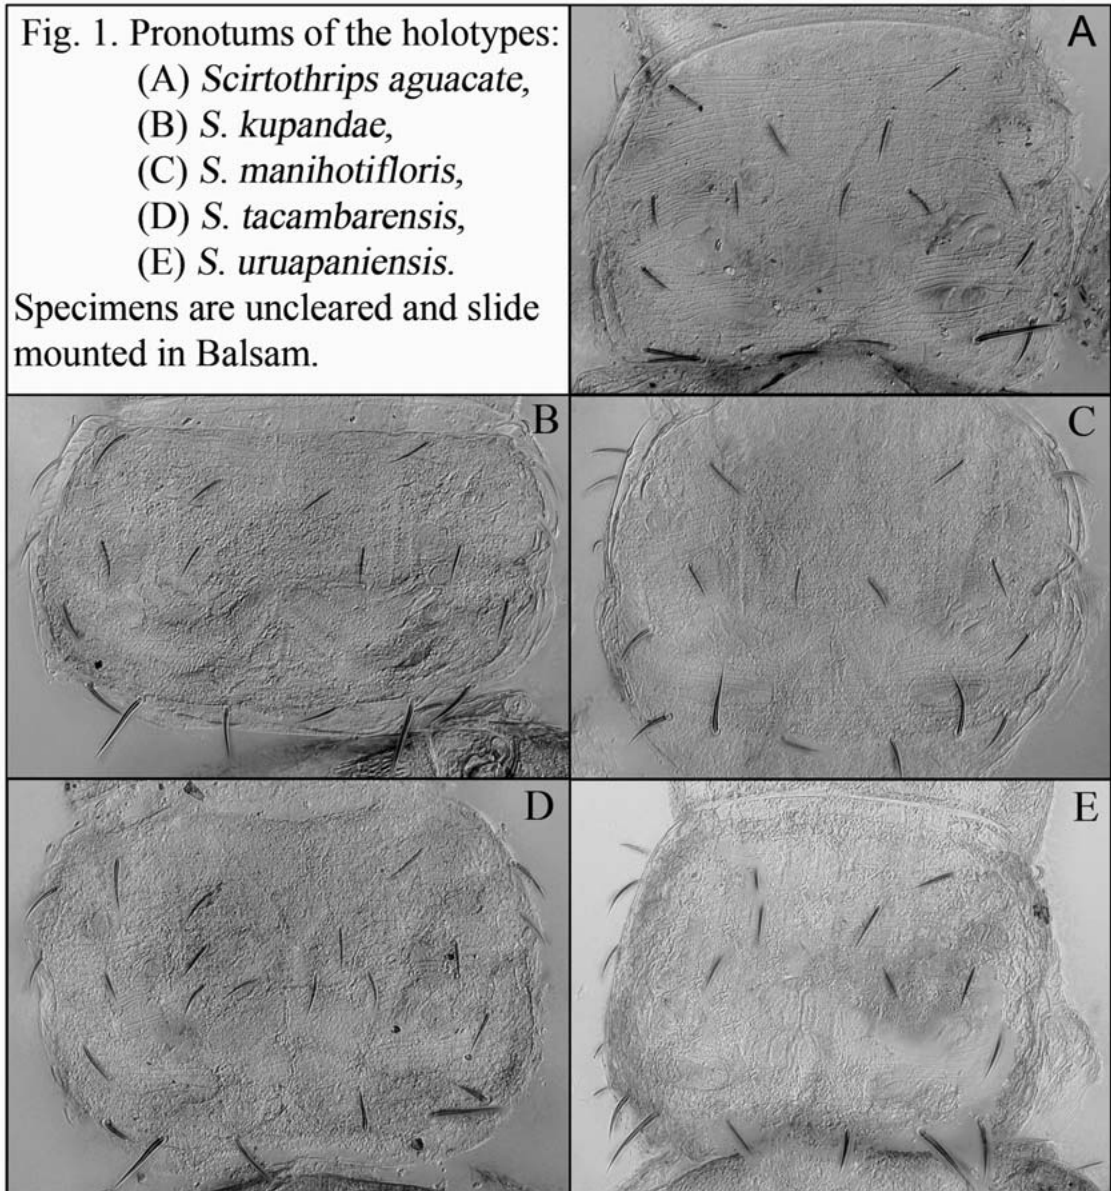 Fig. 1. Pronotums of the holotypes:
(A) Scirtothrips aguacate,
(B) S. kupandae,
(C) S. manihotifloris,
(D) S. tacambarensis,
(E) S. uruapaniensis.
Specimens are uncleared and slide
mounted in Balsam.
A
B
C
D
E